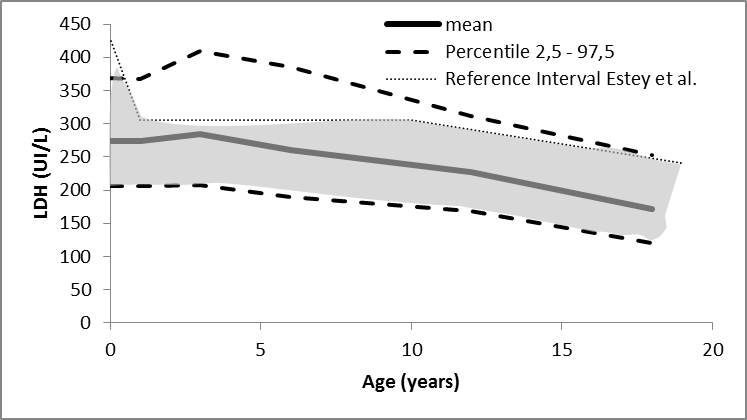 450
400
350
300
250
200
150
100
50
0
LDH (UI/L)
mean
Percentile 2,5 - 97,5
Reference Interval Estey et al.
0 5 10 15 20
Age (years)